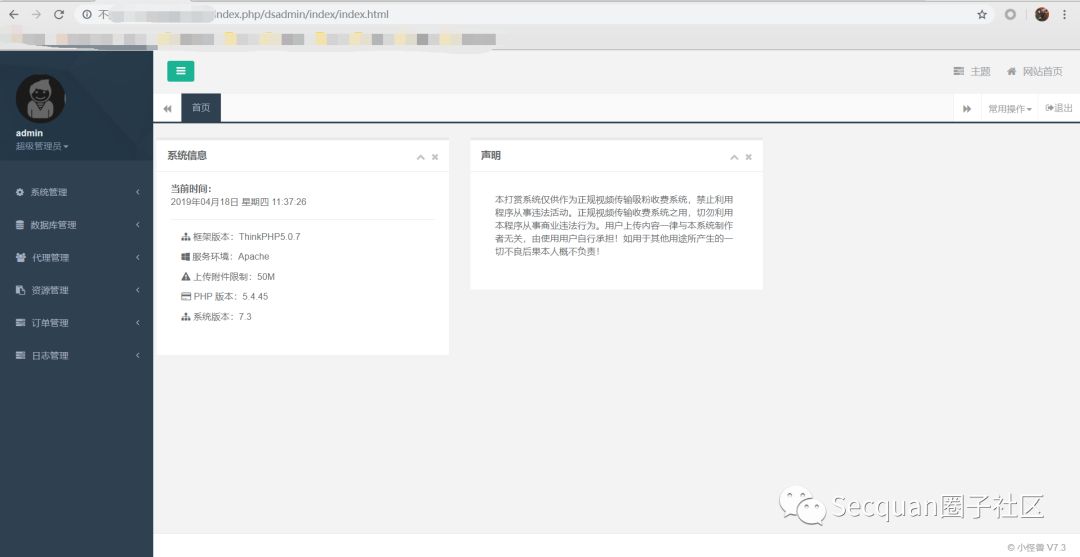 不
index.php/dsadmin/index/index.html
主题
网站首页
首页
常用操作
退出
admin
超级管理员
系统管理
数据库管理
代理管理
资源管理
订单管理
日志管理
系统信息
当前时间：
2019年04月18日 星期四 11:37:26
框架版本：ThinkPHP5.0.7
服务环境：Apache
上传附件限制：50M
PHP 版本：5.4.45
系统版本：7.3
声明
本打赏系统仅供作为正规视频传输吸粉收费系统，禁止利用
程序从事违法活动。正规视频传输收费系统之用，切勿利用
本程序从事商业违法行为。用户上传内容一律与本系统制作
者无关，由使用用户自行承担！如用于其他用途所产生的一
切不良后果本人概不负责！
Secquan圈子社区
© 小怪兽 V7.3